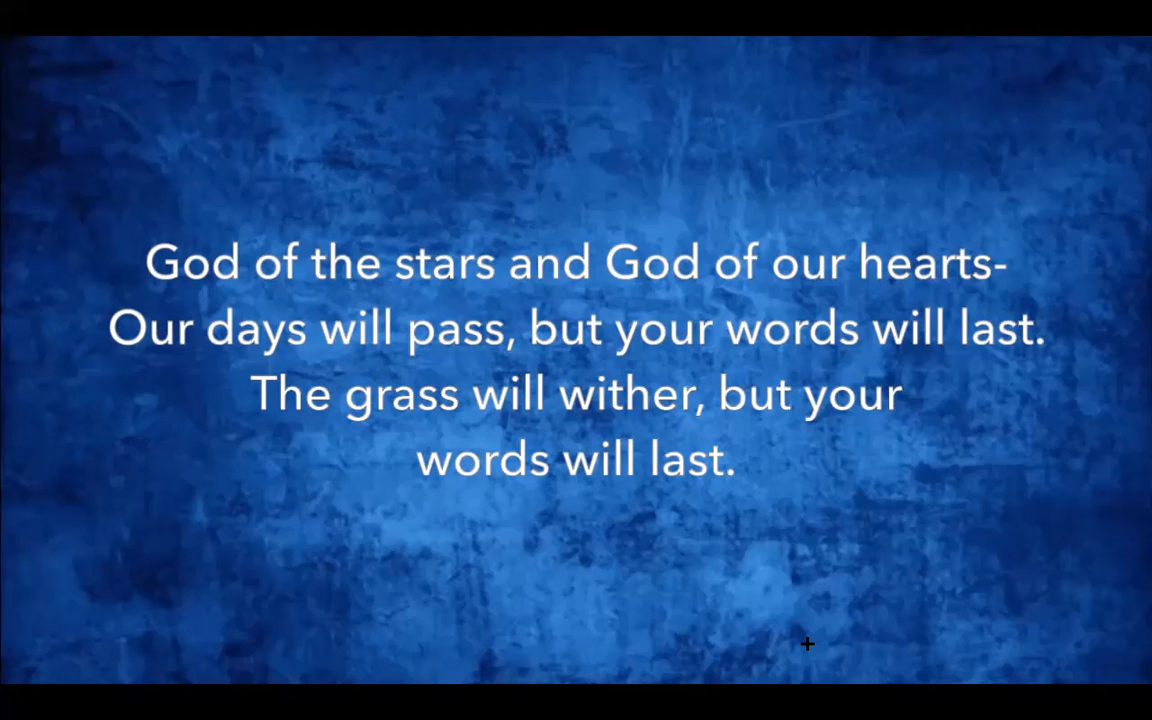 God of the stars and God of our hearts-
Our days will pass, but your words will last.
The grass will wither, but your
words will last.